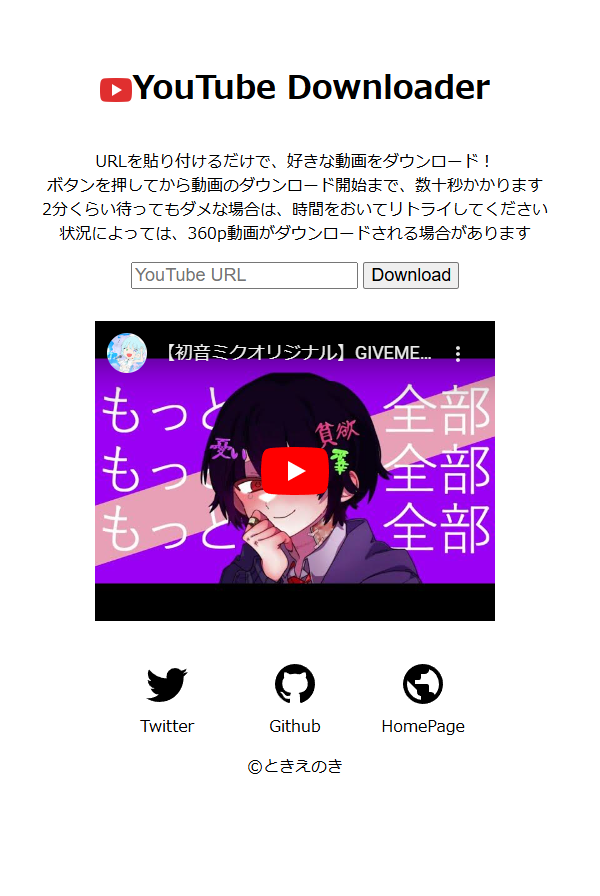 YouTube Downloader
URLを貼り付けるだけで、好きな動画をダウンロード！
ボタンを押してから動画のダウンロード開始まで、数十秒かかります
2分くらい待ってもダメな場合は、時間をおいてリトライしてください
状況によっては、360p動画がダウンロードされる場合があります
YouTube URL Download
【初音ミクオリジナル】GIVEME...
もっと 全部
貧欲
もっ 全部
もっと 全部
Twitter Github HomePage
©ときえのき